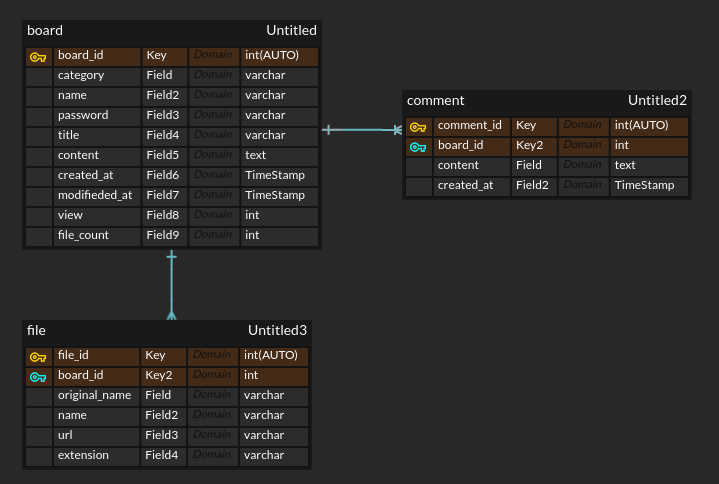 board Untitled
board_id Key Domain int(AUTO)
category Field Domain varchar
name Field2 Domain varchar
password Field3 Domain varchar
title Field4 Domain varchar
content Field5 Domain text
created_at Field6 Domain TimeStamp
modifieded_at Field7 Domain TimeStamp
view Field8 Domain int
file_count Field9 Domain int
comment Untitled2
comment_id Key Domain int(AUTO)
board_id Key2 Domain int
content Field Domain text
created_at Field2 Domain TimeStamp
file Untitled3
file_id Key Domain int(AUTO)
board_id Key2 Domain int
original_name Field Domain varchar
name Field2 Domain varchar
url Field3 Domain varchar
extension Field4 Domain varchar